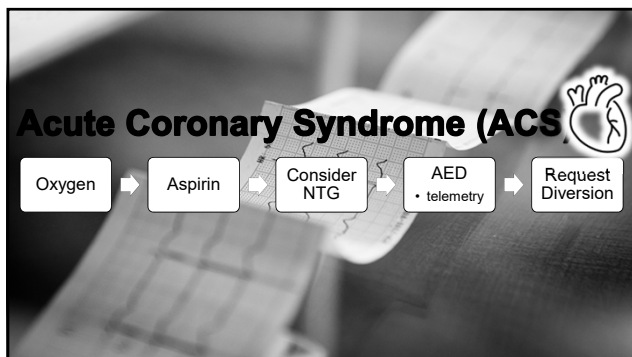 Acute Coronary Syndrome (ACS)
Oxygen
Aspirin
Consider
NTG
AED
• telemetry
Request
Diversion